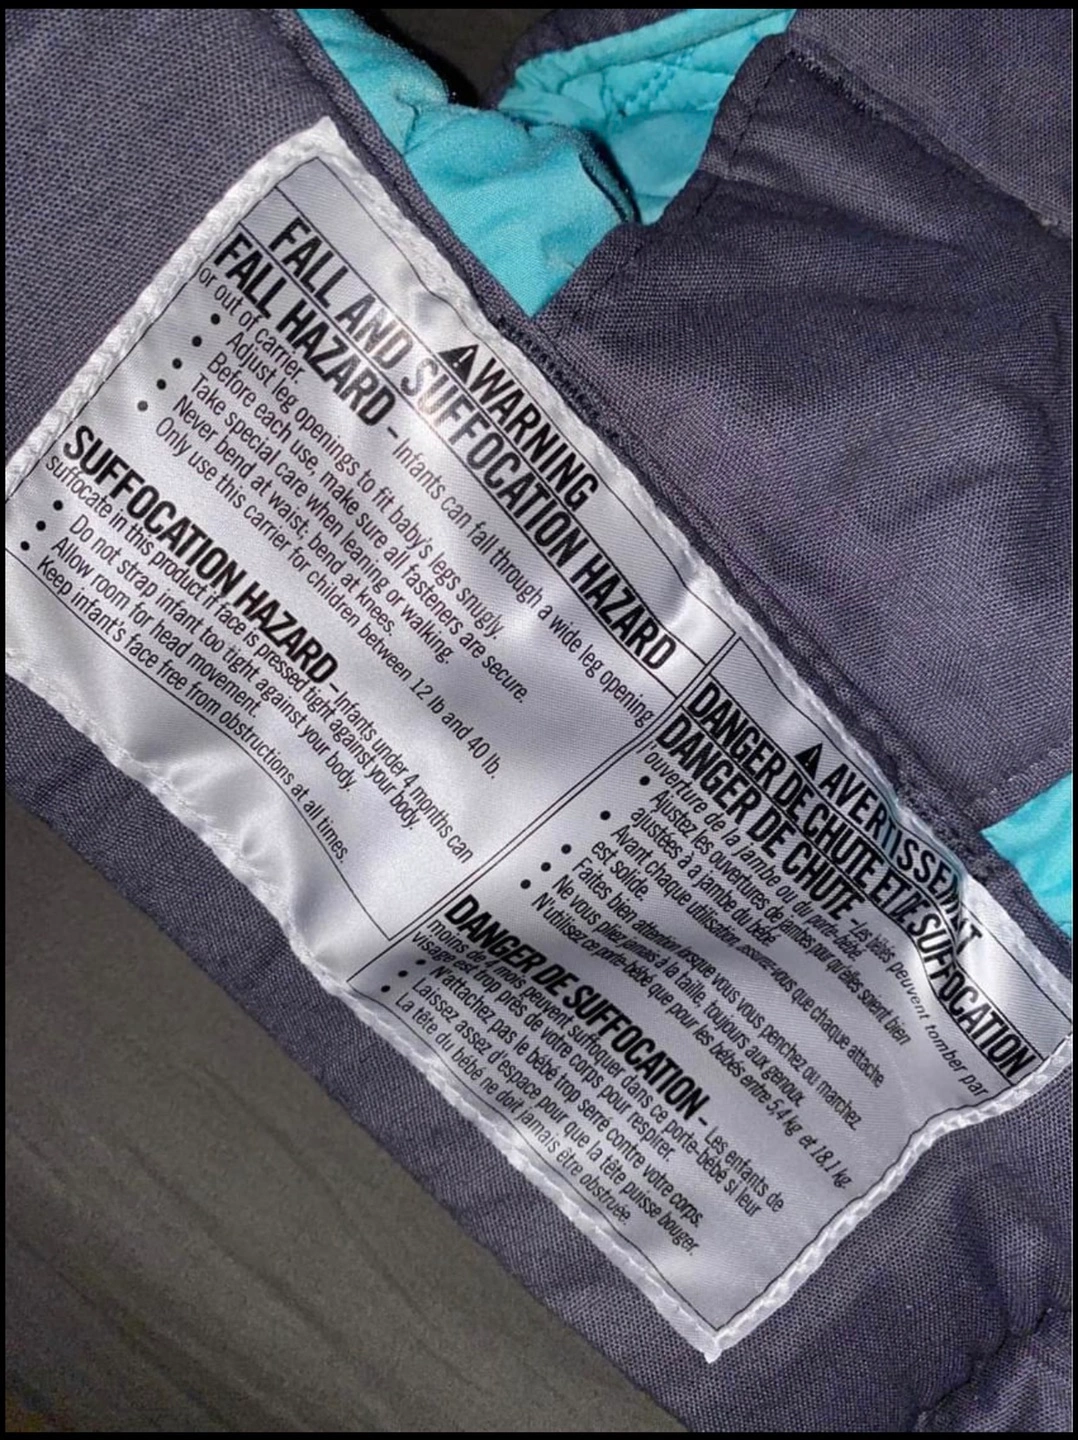 ⚠WARNING
FALL AND SUFFOCATION HAZARD
FALL HAZARD – Infants can fall through a wide leg opening
or out of carrier.
• Adjust leg openings to fit baby's legs snugly.
• Before each use, make sure all fasteners are secure.
• Take special care when leaning or walking.
• Never bend at waist; bend at knees.
• Only use this carrier for children between 12 lb and 40 lb.
SUFFOCATION HAZARD – Infants under 4 months can
suffocate in this product if face is pressed tight against your body.
• Do not strap infant too tight against your body.
• Allow room for head movement.
• Keep infant's face free from obstructions at all times.
⚠ AVERTISSEMENT
DANGER DE CHUTE ET DE SUFFOCATION
DANGER DE CHUTE – Les bébés peuvent tomber par
l'ouverture de la jambe ou du porte-bébé.
• Ajustez les ouvertures de jambes pour qu'elles soient bien
ajustées à a jambe du bébé.
• Avant chaque utilisation, assurez-vous que chaque attache
est solide.
• Faites bien attention lorsque vous vous penchez ou marchez
• Ne vous pliez jamais à la taille, toujours aux genoux.
• N'utilisez ce porte-bébé que pour les bébés entre 5,4 kg et 18,1 kg.
DANGER DE SUFFOCATION – Les enfants de
moins de 4 mois peuvent suffoquer dans ce porte-bébé si leur
visage est trop près de votre corps pour respirer.
• N'attachez pas le bébé trop serré contre votre corps.
• Laissez assez d'espace pour que la tête puisse bouger.
• La tête du bébé ne doit jamais être obstruée.